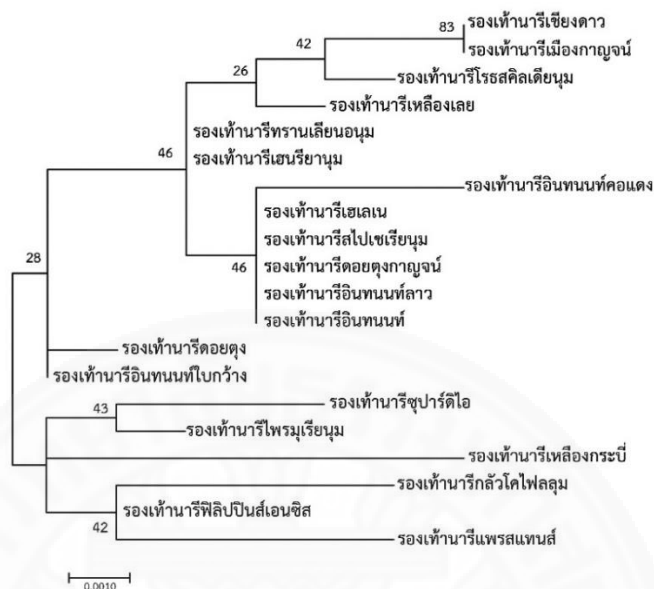 83
รองเท้านารีเชียงดาว
รองเท้านารีเมืองกาญจน์
42
รองเท้านารีโรธสคิลเดียนุม
26
รองเท้านารีเหลืองเลย
รองเท้านารีทรานเลียนอนุม
46
รองเท้านารีเฮนรียานุม
รองเท้านารีอินทนนท์คอแดง
รองเท้านารีเฮเลเน
รองเท้านารีสไปเซเรียนุม
28
46
รองเท้านารีดอยตุงกาญจน์
รองเท้านารีอินทนนท์ลาว
รองเท้านารีอินทนนท์
รองเท้านารีดอยตุง
รองเท้านารีอินทนนท์ใบกว้าง
43
รองเท้านารีซุปาร์ดิไอ
รองเท้านารีไพรมุเรียนุม
รองเท้านารีเหลืองกระบี่
รองเท้านารีกลัวโคไฟลลุม
รองเท้านารีฟิลิปปินส์เอนซิส
42
รองเท้านารีแพรสแทนส์
0.0010